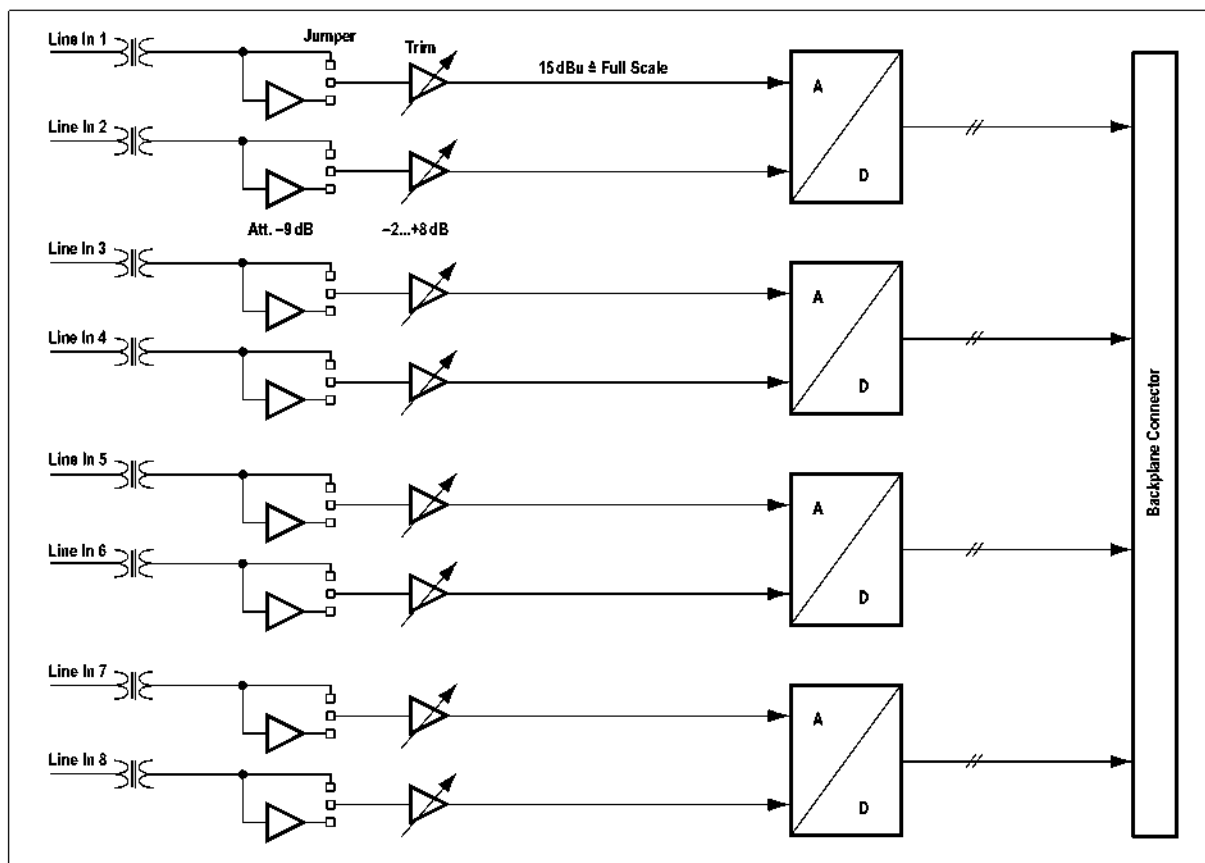 Line In 1
Jumper
Trim
15 dBu ≙ Full Scale
A
D
Line In 2
Att. –9 dB
–2...+8 dB
Line In 3
A
D
Line In 4
Line In 5
A
D
Line In 6
Line In 7
A
D
Line In 8
Backplane Connector